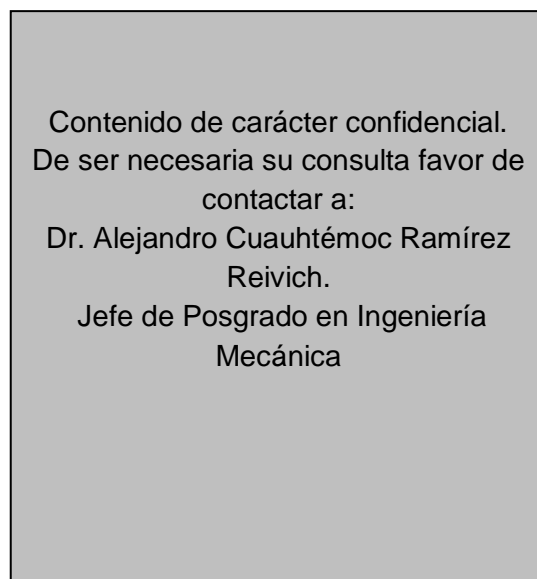 Contenido de carácter confidencial.
De ser necesaria su consulta favor de
contactar a:
Dr. Alejandro Cuauhtémoc Ramírez
Reivich.
Jefe de Posgrado en Ingeniería
Mecánica